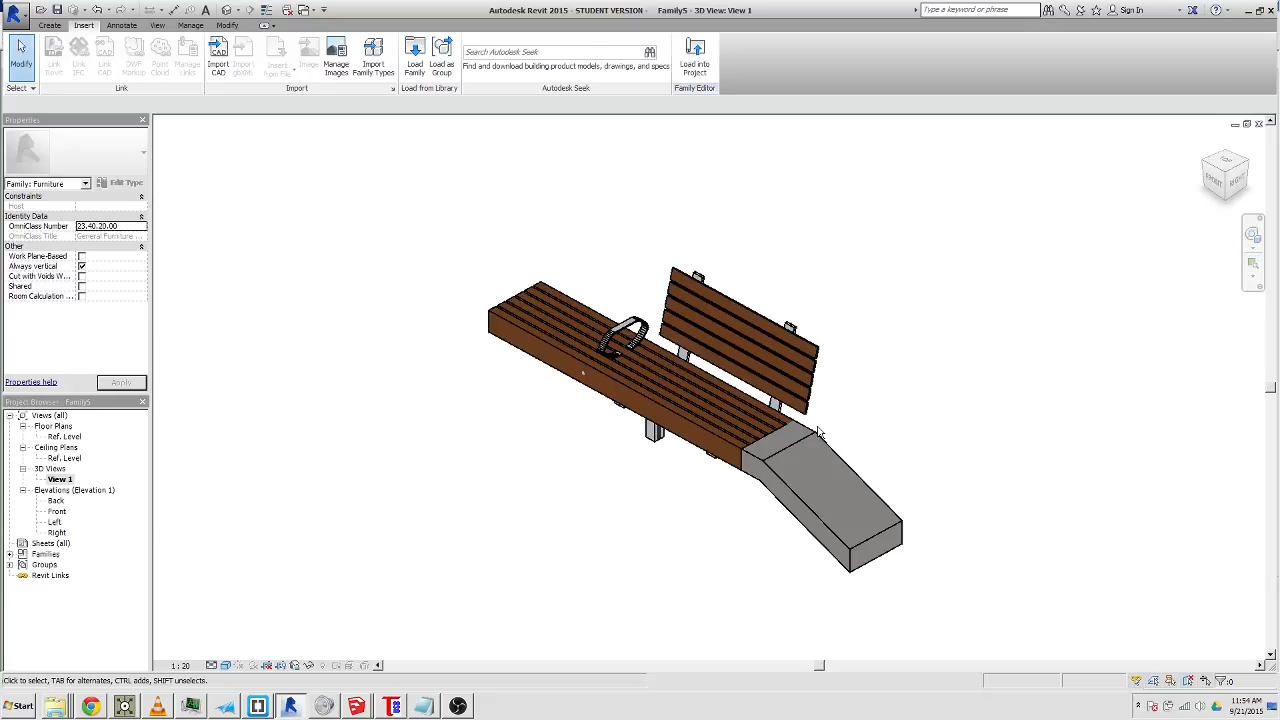 Autodesk Revit 2015 - STUDENT VERSION - Family5 - 3D View: View 1
Type a keyword or phrase
Sign In
Create Insert Annotate View Manage Modify
Modify
Link Revit
Link IFC
Link CAD
DWF Markup
Point Cloud
Manage Links
Import CAD
Import gbXML
Insert from File
Image
Manage Images
Import Family Types
Load Family
Load as Group
Search Autodesk Seek
Find and download building product models, drawings, and specs
Load into Project
Select
Link
Import
Load from Library
Autodesk Seek
Family Editor
Properties
Family: Furniture
Edit Type
Constraints
Host
Identity Data
OmniClass Number 23.40.20.00
OmniClass Title General Furniture ...
Other
Work Plane-Based
Always vertical
Cut with Voids W...
Shared
Room Calculation ...
Properties help
Apply
Project Browser - Family5
Views (all)
Floor Plans
Ref. Level
Ceiling Plans
Ref. Level
3D Views
View 1
Elevations (Elevation 1)
Back
Front
Left
Right
Sheets (all)
Families
Groups
Revit Links
TOP
FRONT
RIGHT
1 : 20
Click to select, TAB for alternates, CTRL adds, SHIFT unselects.
:0
Start
11:54 AM
9/21/2015